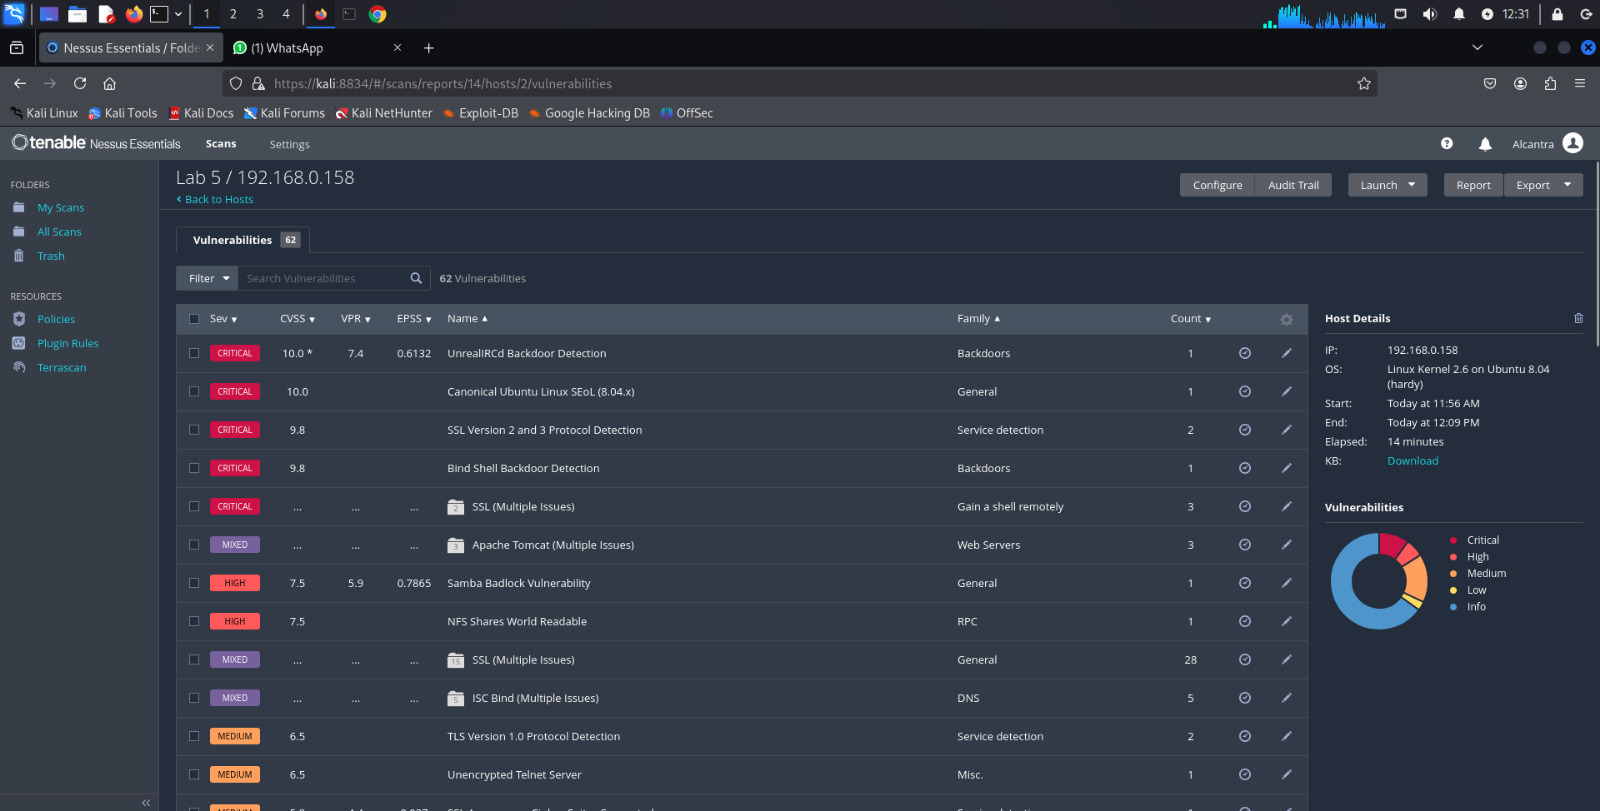 1 2 3 4 12:31
Nessus Essentials / Folde
(1) WhatsApp
https://kali:8834/#/scans/reports/14/hosts/2/vulnerabilities
Kali Linux Kali Tools Kali Docs Kali Forums Kali NetHunter Exploit-DB Google Hacking DB OffSec
tenable Nessus Essentials Scans Settings Alcantra
FOLDERS
My Scans
All Scans
Trash
RESOURCES
Policies
Plugin Rules
Terrascan
Lab 5 / 192.168.0.158
‹ Back to Hosts
Configure Audit Trail Launch Report Export
Vulnerabilities 62
Filter Search Vulnerabilities 62 Vulnerabilities
Sev CVSS VPR EPSS Name Family Count
CRITICAL 10.0 * 7.4 0.6132 UnrealIRCd Backdoor Detection Backdoors 1
CRITICAL 10.0 Canonical Ubuntu Linux SEoL (8.04.x) General 1
CRITICAL 9.8 SSL Version 2 and 3 Protocol Detection Service detection 2
CRITICAL 9.8 Bind Shell Backdoor Detection Backdoors 1
CRITICAL ... ... ... 2 SSL (Multiple Issues) Gain a shell remotely 3
MIXED ... ... ... 3 Apache Tomcat (Multiple Issues) Web Servers 3
HIGH 7.5 5.9 0.7865 Samba Badlock Vulnerability General 1
HIGH 7.5 NFS Shares World Readable RPC 1
MIXED ... ... ... 15 SSL (Multiple Issues) General 28
MIXED ... ... ... 5 ISC Bind (Multiple Issues) DNS 5
MEDIUM 6.5 TLS Version 1.0 Protocol Detection Service detection 2
MEDIUM 6.5 Unencrypted Telnet Server Misc. 1
Host Details
IP: 192.168.0.158
OS: Linux Kernel 2.6 on Ubuntu 8.04
(hardy)
Start: Today at 11:56 AM
End: Today at 12:09 PM
Elapsed: 14 minutes
KB: Download
Vulnerabilities
Critical
High
Medium
Low
Info